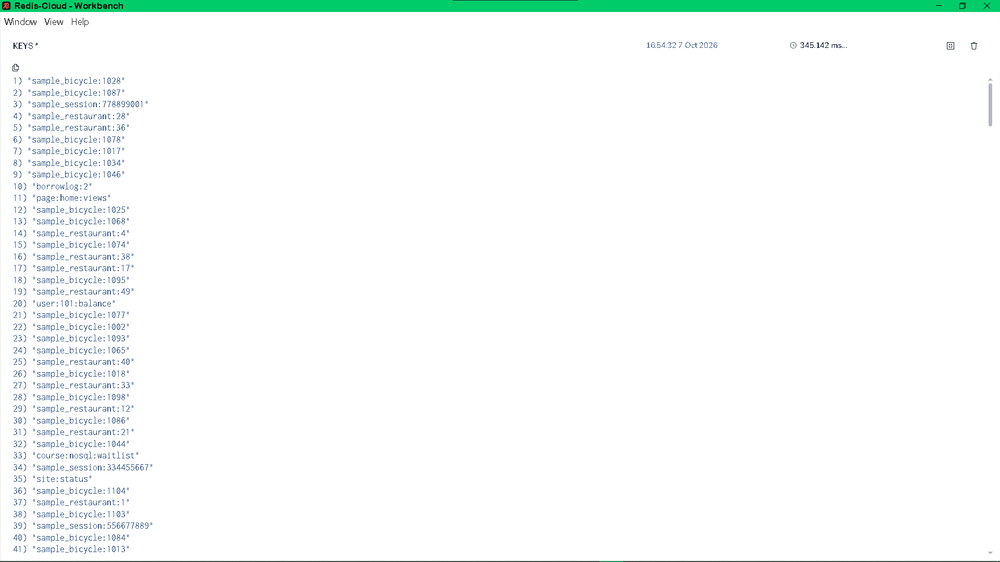 Redis-Cloud - Workbench
Window View Help
KEYS * 16:54:32 7 Oct 2026 345.142 ms...
1) "sample_bicycle:1028"
2) "sample_bicycle:1087"
3) "sample_session:778899001"
4) "sample_restaurant:28"
5) "sample_restaurant:36"
6) "sample_bicycle:1078"
7) "sample_bicycle:1017"
8) "sample_bicycle:1034"
9) "sample_bicycle:1046"
10) "borrowlog:2"
11) "page:home:views"
12) "sample_bicycle:1025"
13) "sample_bicycle:1068"
14) "sample_restaurant:4"
15) "sample_bicycle:1074"
16) "sample_restaurant:38"
17) "sample_restaurant:17"
18) "sample_bicycle:1095"
19) "sample_restaurant:49"
20) "user:101:balance"
21) "sample_bicycle:1077"
22) "sample_bicycle:1002"
23) "sample_bicycle:1093"
24) "sample_bicycle:1065"
25) "sample_restaurant:40"
26) "sample_bicycle:1018"
27) "sample_restaurant:33"
28) "sample_bicycle:1098"
29) "sample_restaurant:12"
30) "sample_bicycle:1086"
31) "sample_restaurant:21"
32) "sample_bicycle:1044"
33) "course:nosql:waitlist"
34) "sample_session:334455667"
35) "site:status"
36) "sample_bicycle:1104"
37) "sample_restaurant:1"
38) "sample_bicycle:1103"
39) "sample_session:556677889"
40) "sample_bicycle:1084"
41) "sample_bicycle:1013"